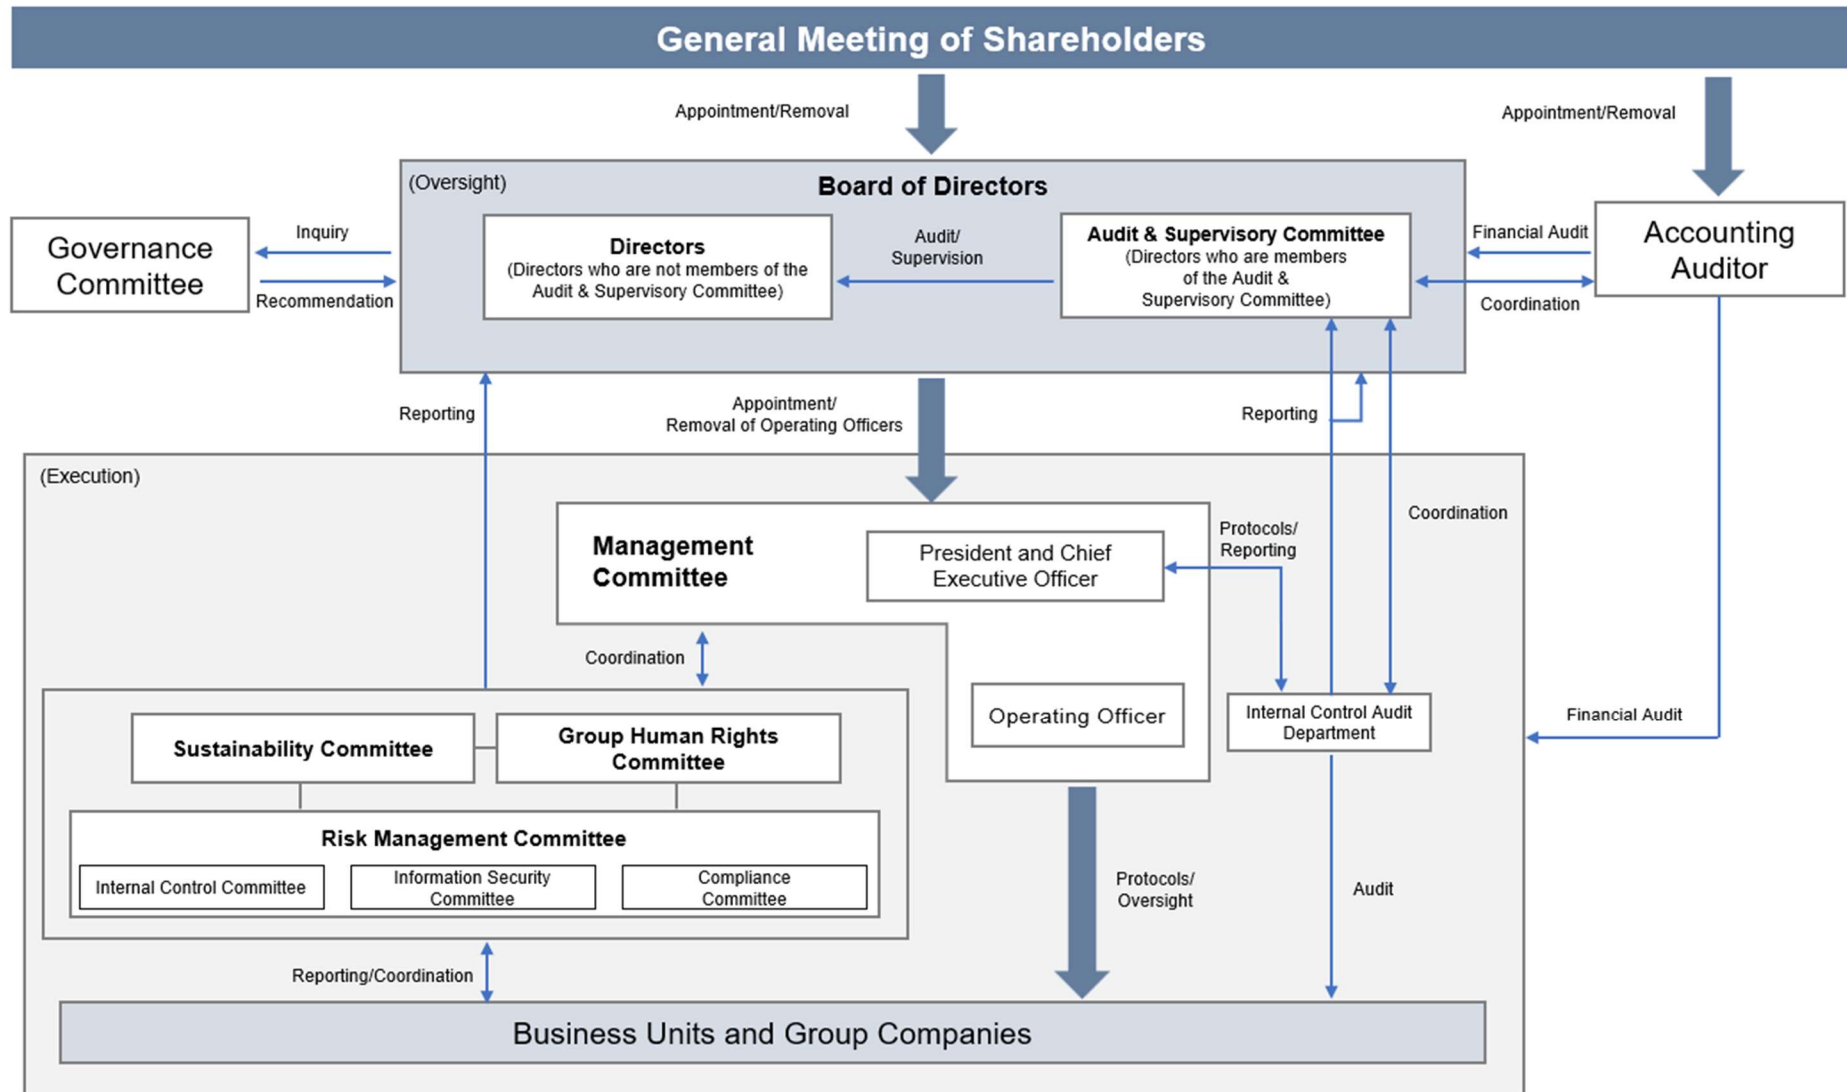 General Meeting of Shareholders
Appointment/Removal
Appointment/Removal
(Oversight)
Board of Directors
Governance
Committee
Inquiry
Recommendation
Directors
(Directors who are not members of the
Audit & Supervisory Committee)
Audit/
Supervision
Audit & Supervisory Committee
(Directors who are members
of the Audit &
Supervisory Committee)
Financial Audit
Coordination
Accounting
Auditor
Reporting
Appointment/
Removal of Operating Officers
Reporting
(Execution)
Management
Committee
President and Chief
Executive Officer
Protocols/
Reporting
Coordination
Coordination
Operating Officer
Internal Control Audit
Department
Financial Audit
Sustainability Committee
Group Human Rights
Committee
Risk Management Committee
Internal Control Committee
Information Security
Committee
Compliance
Committee
Protocols/
Oversight
Audit
Reporting/Coordination
Business Units and Group Companies